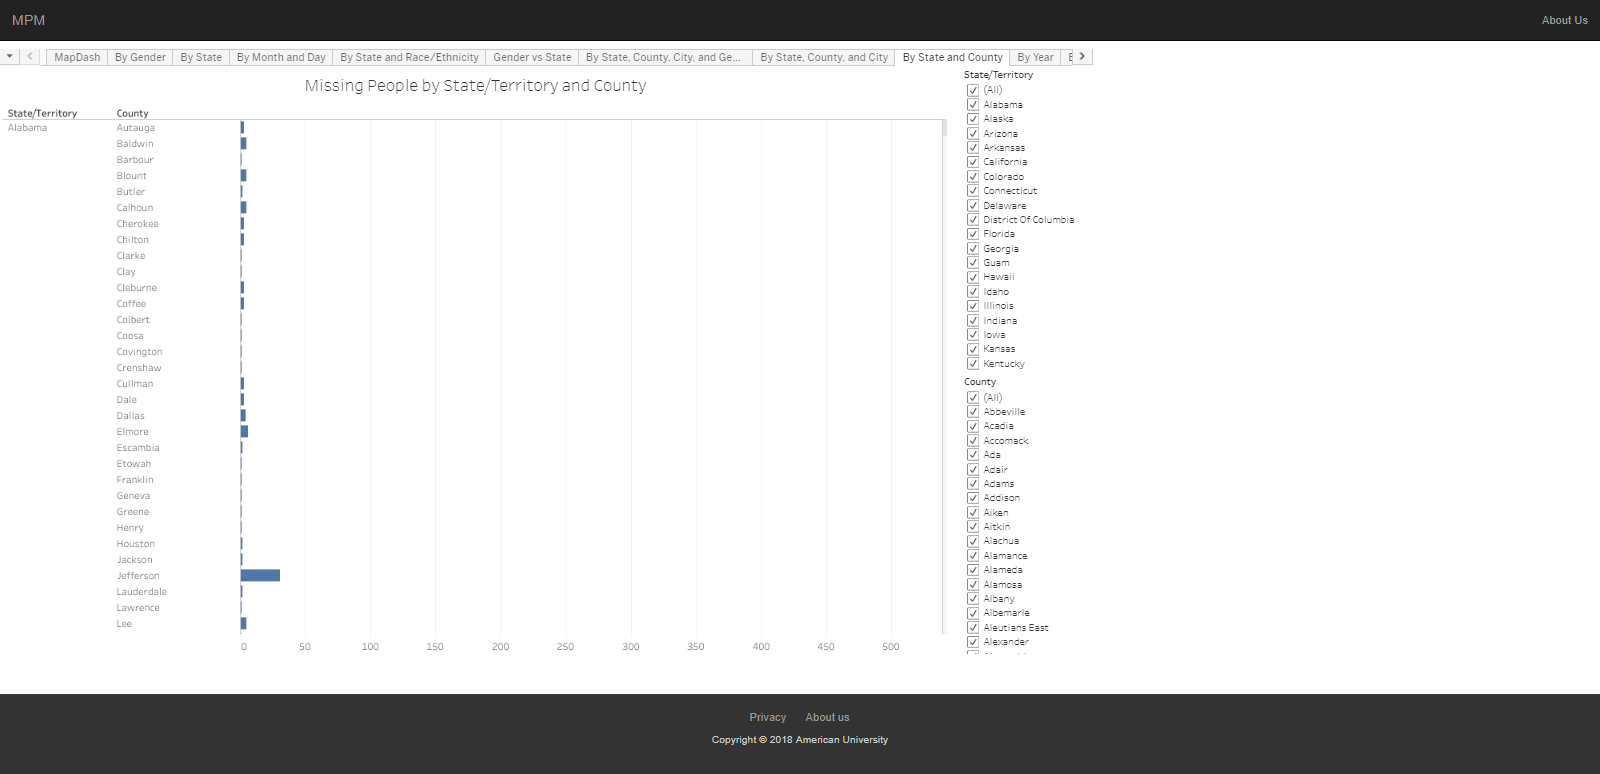 MPM About Us
MapDash By Gender By State By Month and Day By State and Race/Ethnicity Gender vs State By State, County, City, and Ge... By State, County, and City By State and County By Year
Missing People by State/Territory and County
State/Territory County
Alabama Autauga
Baldwin
Barbour
Blount
Butler
Calhoun
Cherokee
Chilton
Clarke
Clay
Cleburne
Coffee
Colbert
Coosa
Covington
Crenshaw
Cullman
Dale
Dallas
Elmore
Escambia
Etowah
Franklin
Geneva
Greene
Henry
Houston
Jackson
Jefferson
Lauderdale
Lawrence
Lee
0 50 100 150 200 250 300 350 400 450 500
State/Territory
(All)
Alabama
Alaska
Arizona
Arkansas
California
Colorado
Connecticut
Delaware
District Of Columbia
Florida
Georgia
Guam
Hawaii
Idaho
Illinois
Indiana
Iowa
Kansas
Kentucky
County
(All)
Abbeville
Acadia
Accomack
Ada
Adair
Adams
Addison
Aiken
Aitkin
Alachua
Alamance
Alameda
Alamosa
Albany
Albemarle
Aleutians East
Alexander
Privacy About us
Copyright © 2018 American University